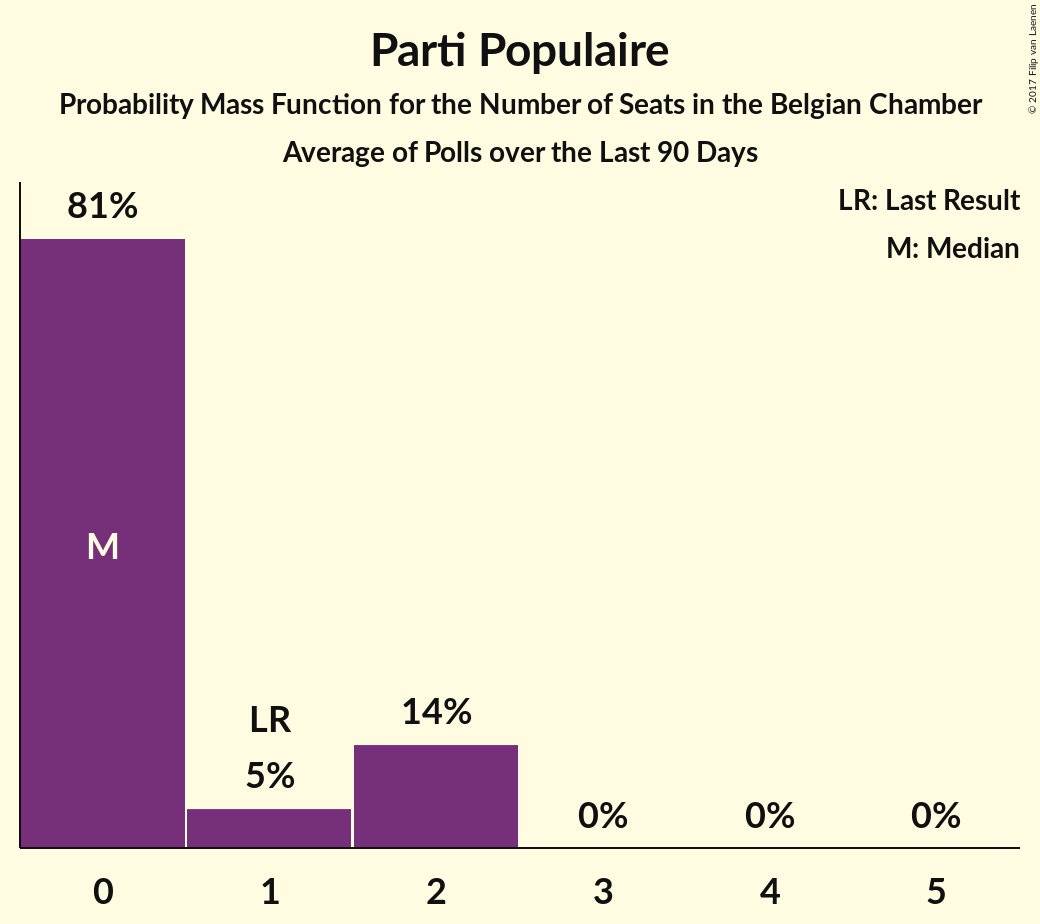 Parti Populaire
Probability Mass Function for the Number of Seats in the Belgian Chamber
Average of Polls over the Last 90 Days
© 2017 Filip van Laenen
LR: Last Result
M: Median
81%
M
LR
5%
14%
0%
0%
0%
0
1
2
3
4
5